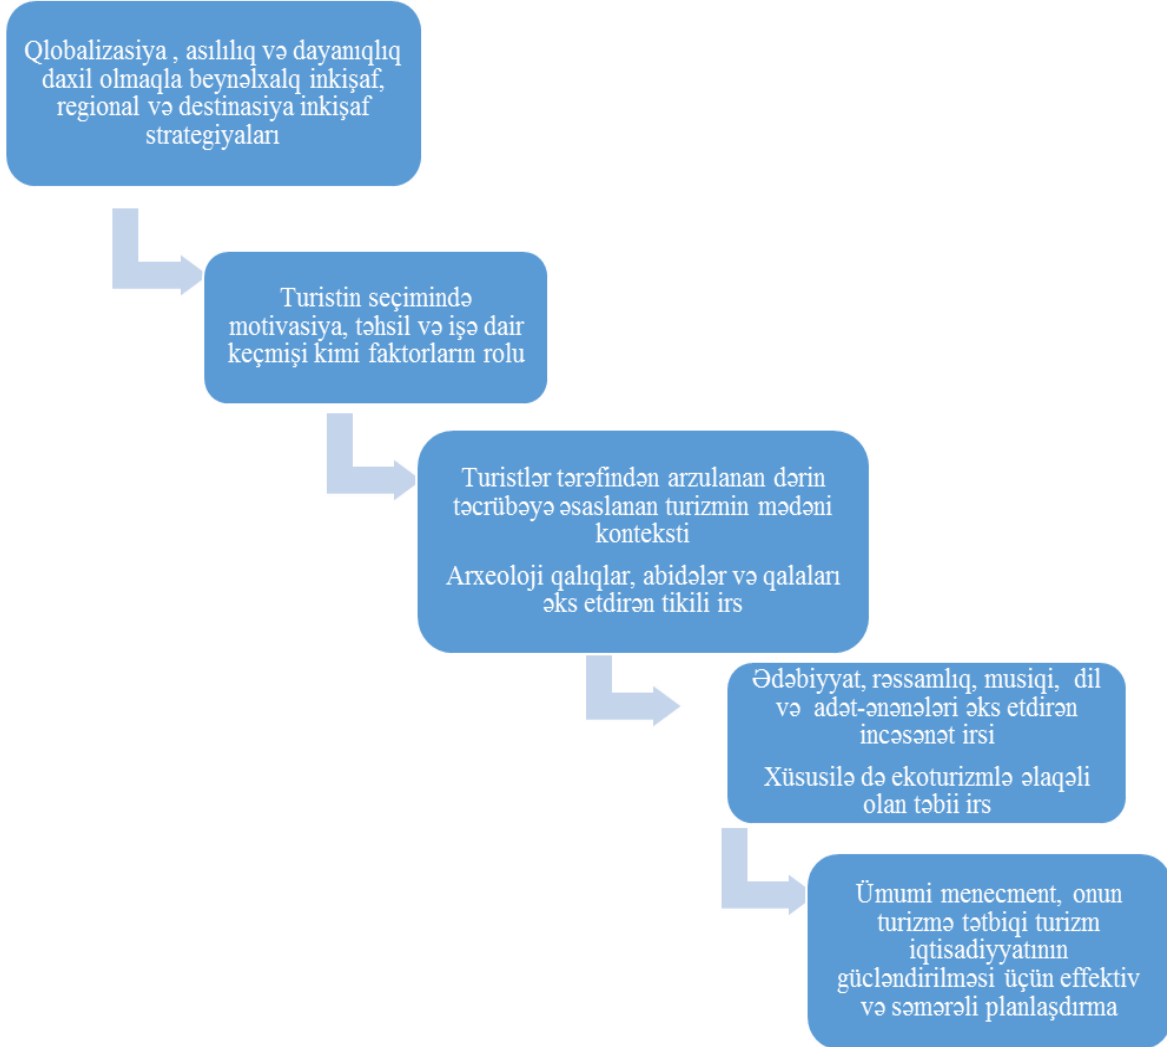 Qlobalizasiya , asılılıq və dayanıqlıq
daxil olmaqla beynəlxalq inkişaf,
regional və destinasiya inkişaf
strategiyaları
Turistin seçimində
motivasiya, təhsil və işə dair
keçmişi kimi faktorların rolu
Turistlər tərəfindən arzulanan dərin
təcrübəyə əsaslanan turizmin mədəni
konteksti
Arxeoloji qalıqlar, abidələr və qalaları
əks etdirən tikili irs
Ədəbiyyat, rəssamlıq, musiqi, dil
və adət-ənənələri əks etdirən
incəsənət irsi
Xüsusilə də ekoturizmlə əlaqəli
olan təbii irs
Ümumi menecment, onun
turizmə tətbiqi turizm
iqtisadiyyatının
gücləndirilməsi üçün effektiv
və səmərəli planlaşdırma